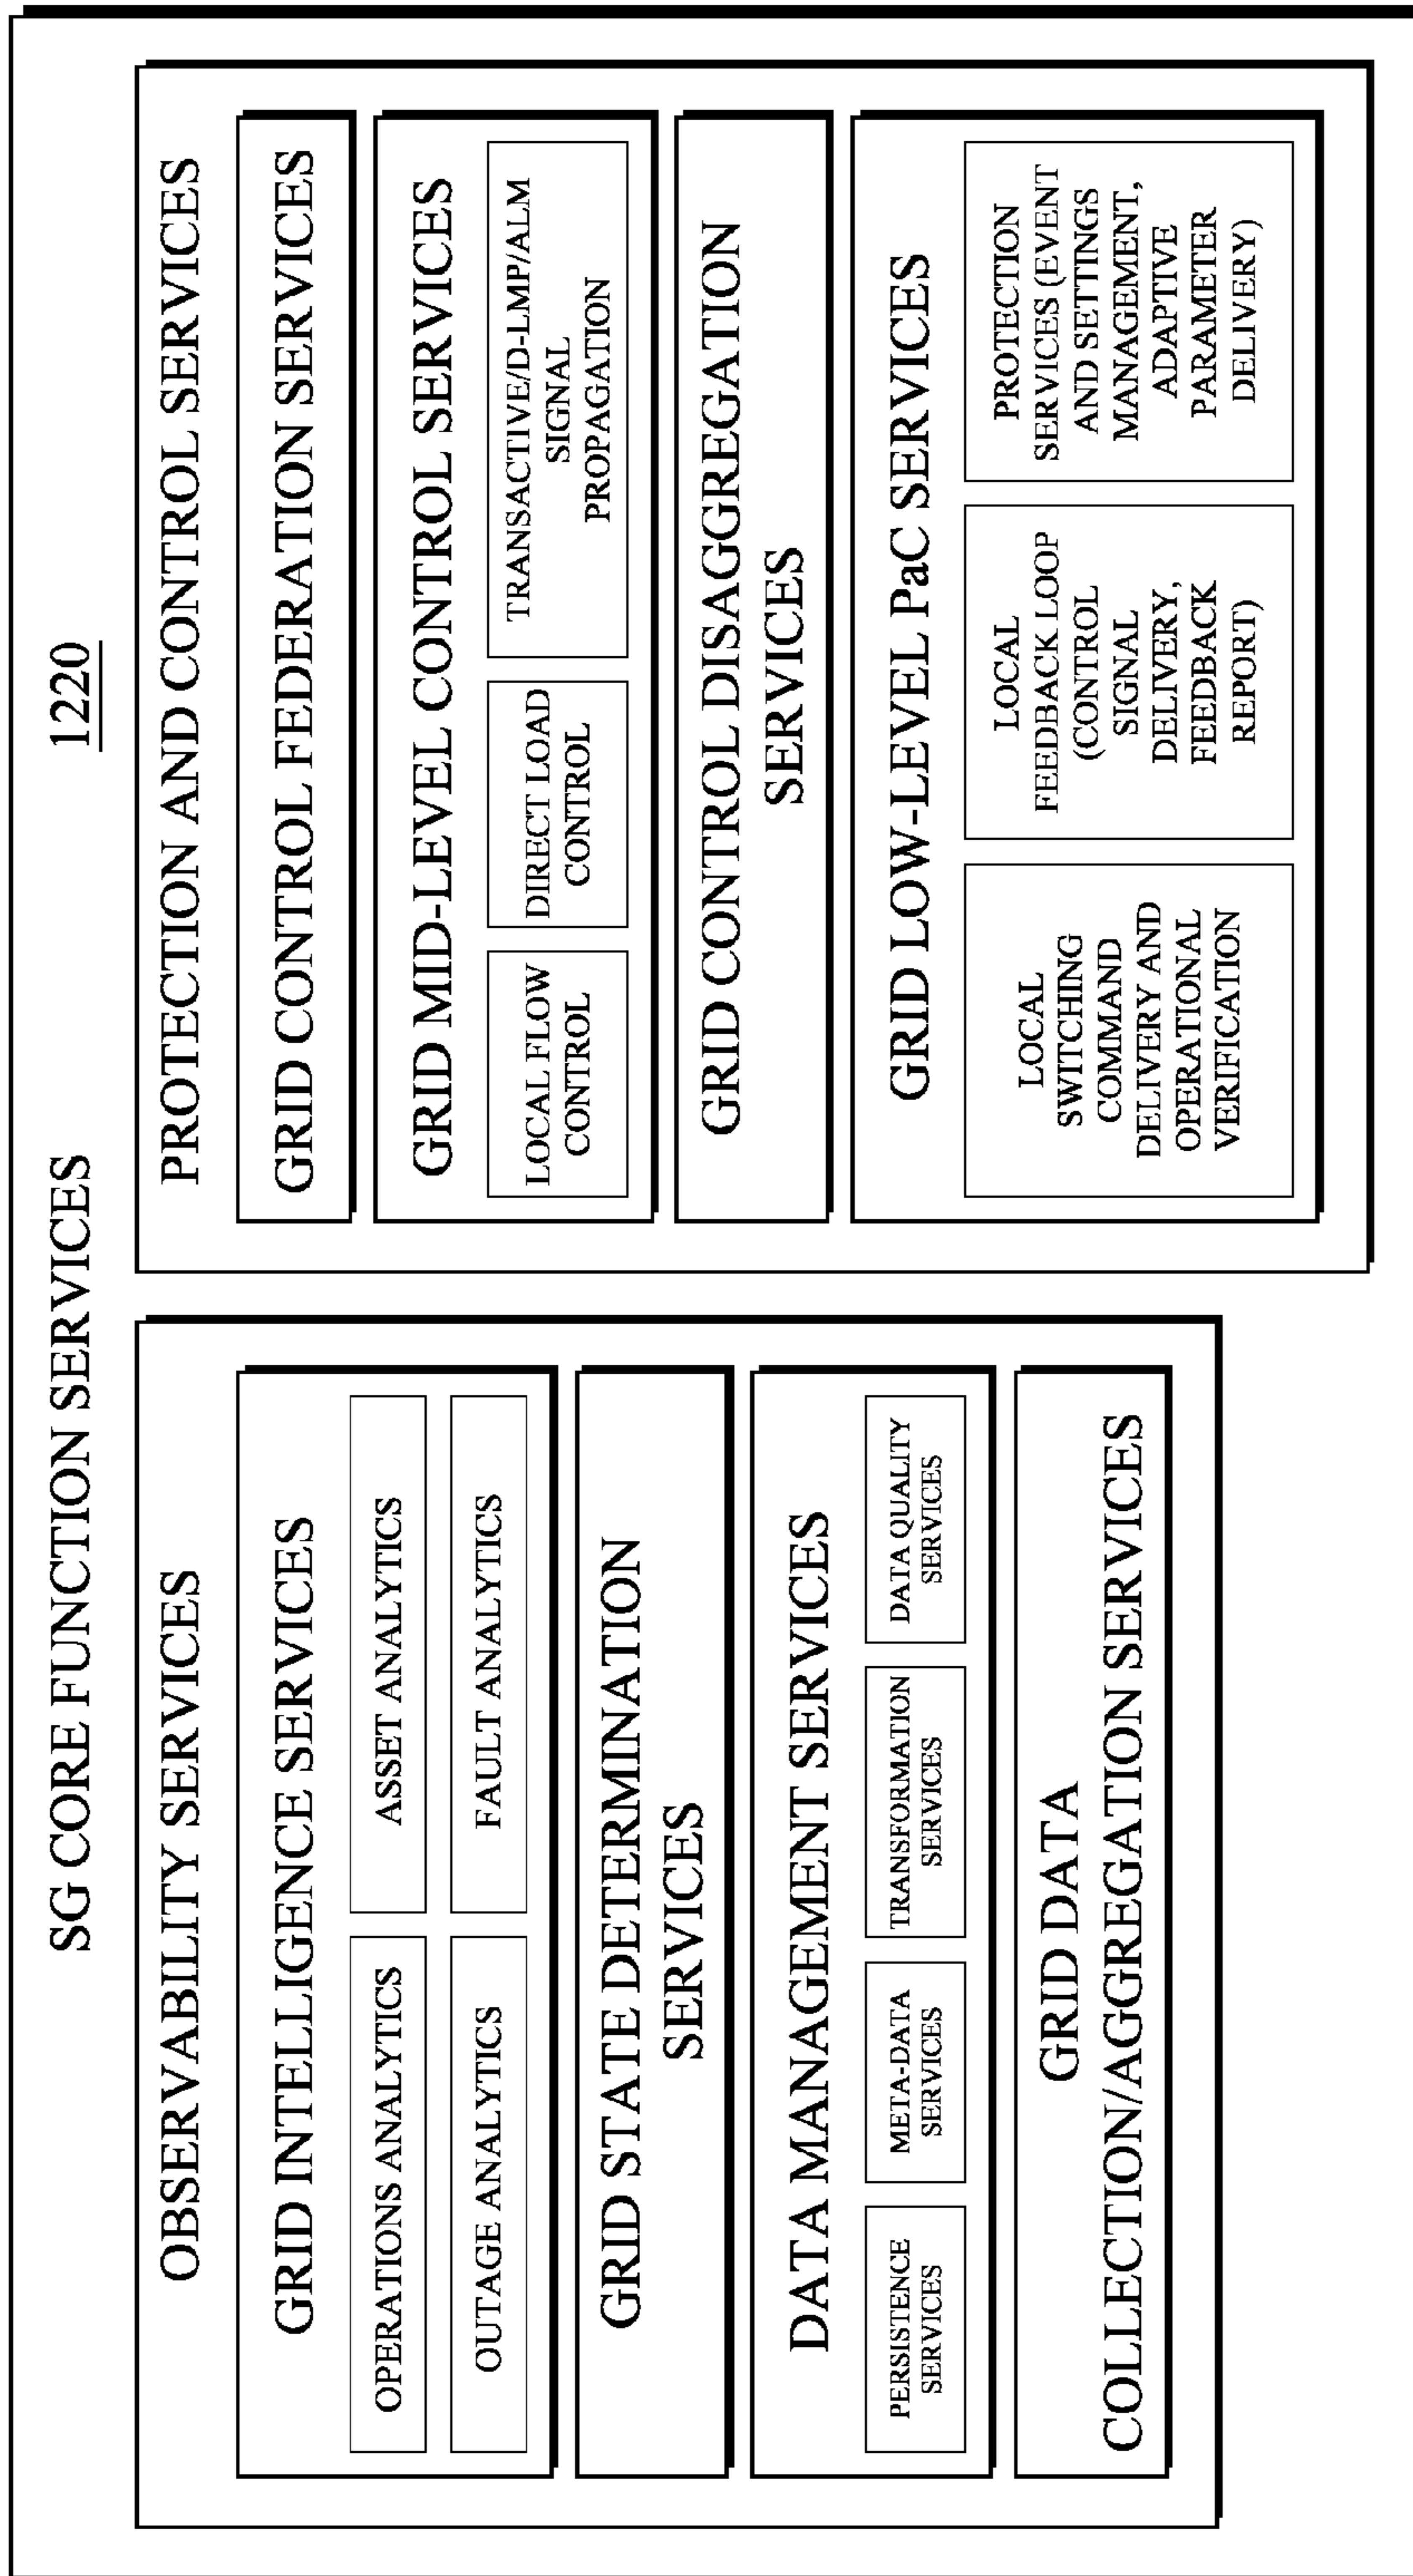 SG CORE FUNCTION SERVICES
1220
OBSERVABILITY SERVICES
GRID INTELLIGENCE SERVICES
OPERATIONS ANALYTICS
ASSET ANALYTICS
OUTAGE ANALYTICS
FAULT ANALYTICS
GRID STATE DETERMINATION
SERVICES
DATA MANAGEMENT SERVICES
PERSISTENCE
SERVICES
META-DATA
SERVICES
TRANSFORMATION
SERVICES
DATA QUALITY
SERVICES
GRID DATA
COLLECTION/AGGREGATION SERVICES
PROTECTION AND CONTROL SERVICES
GRID CONTROL FEDERATION SERVICES
GRID MID-LEVEL CONTROL SERVICES
LOCAL FLOW
CONTROL
DIRECT LOAD
CONTROL
TRANSACTIVE/D-LMP/ALM
SIGNAL
PROPAGATION
GRID CONTROL DISAGGREGATION
SERVICES
GRID LOW-LEVEL PaC SERVICES
LOCAL
SWITCHING
COMMAND
DELIVERY AND
OPERATIONAL
VERIFICATION
LOCAL
FEEDBACK LOOP
(CONTROL
SIGNAL
DELIVERY,
FEEDBACK
REPORT)
PROTECTION
SERVICES (EVENT
AND SETTINGS
MANAGEMENT,
ADAPTIVE
PARAMETER
DELIVERY)